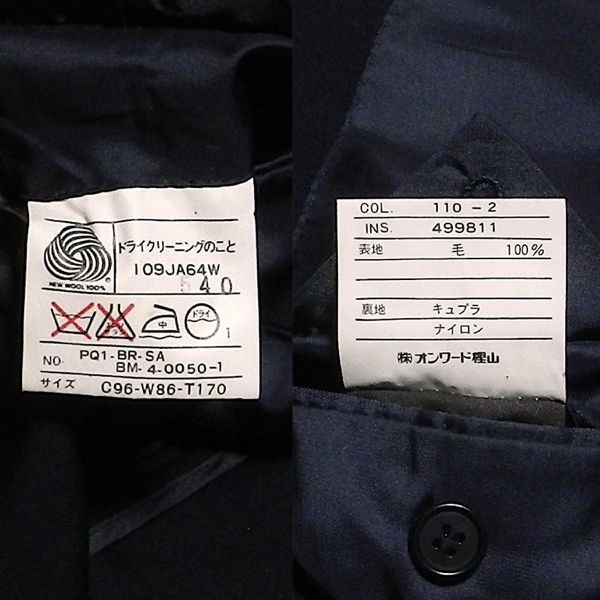 ドライクリーニングのこと
109JA64W
540
NEW WOOL 100%
中
ドライ
1
NO. PQ1-BR-SA
BM-4-0050-1
サイズ C96-W86-T170
COL. 110-2
INS. 499811
表地 毛 100%
裏地 キュプラ
ナイロン
㈱オンワード樫山